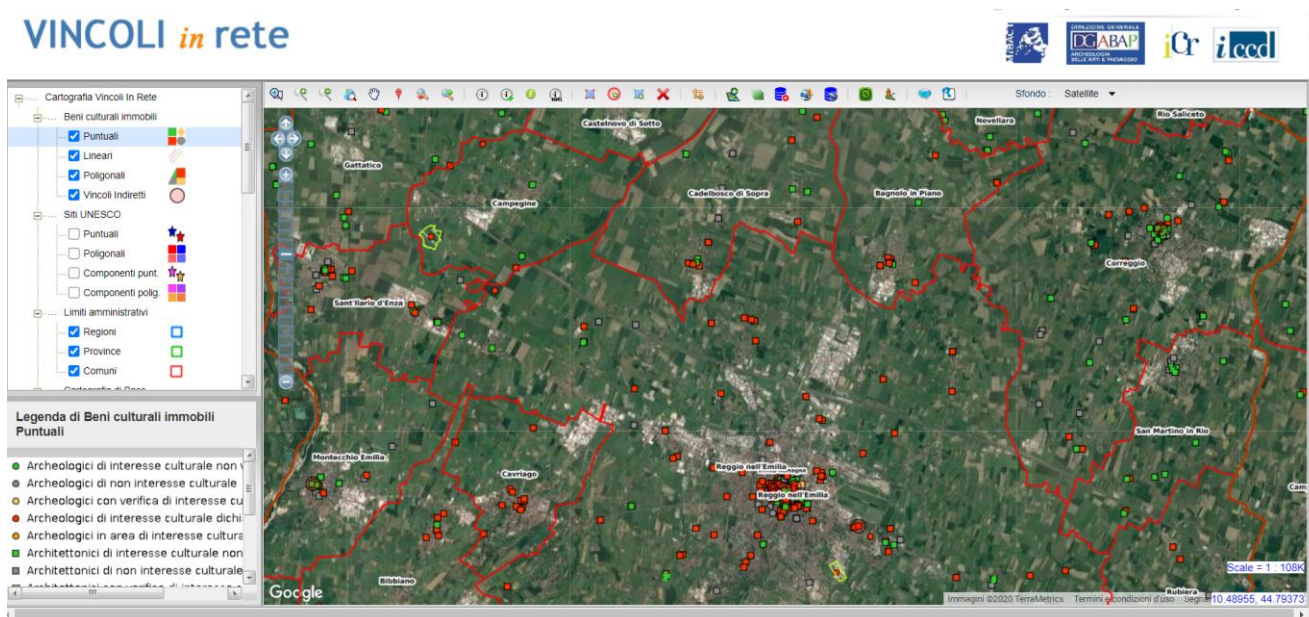 VINCOLI in rete
MiBACT
DIREZIONE GENERALE
DGABAP
ARCHEOLOGIA
BELLE ARTI E PAESAGGIO
iCr
iccd
Cartografia Vincoli In Rete
Beni culturali immobili
Puntuali
Lineari
Poligonali
Vincoli Indiretti
Siti UNESCO
Puntuali
Poligonali
Componenti punt.
Componenti polig.
Limiti amministrativi
Regioni
Province
Comuni
Legenda di Beni culturali immobili
Puntuali
Archeologici di interesse culturale non v
Archeologici di non interesse culturale
Archeologici con verifica di interesse cu
Archeologici di interesse culturale dichi
Archeologici in area di interesse cultura
Architettonici di interesse culturale non
Architettonici di non interesse culturale
Sfondo : Satellite
Castelnovo di Sotto
Novellara
Rio Saliceto
Gattatico
Campegine
Cadelbosco di Sopra
Bagnolo in Piano
Correggio
Sant'Ilario d'Enza
San Martino in Rio
Montecchio Emilia
Cavriago
Reggio nell'Emilia
Reggio nell'Emilia
Cam
Bibbiano
Rubiera
Scale = 1 : 108K
Google
Immagini ©2020 TerraMetrics Termini e condizioni d'uso Segna
10.48955, 44.79373